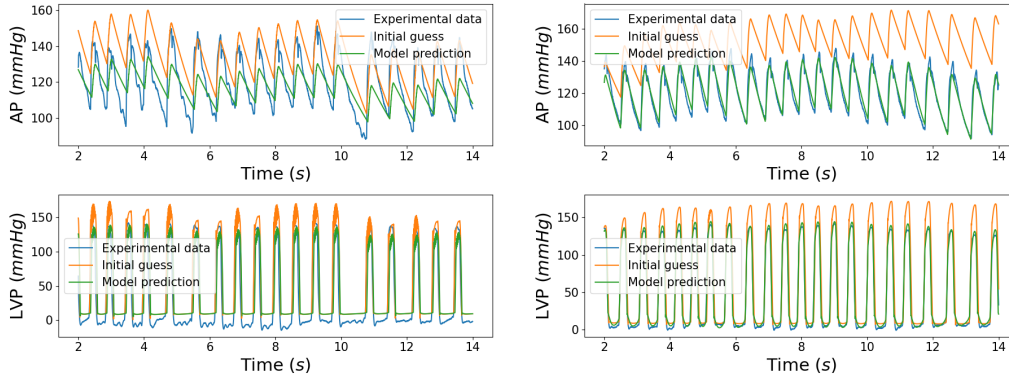 160
140
120
100
AP (mmHg)
Experimental data
Initial guess
Model prediction
2 4 6 8 10 12 14
Time (s)
160
140
120
100
AP (mmHg)
Experimental data
Initial guess
Model prediction
2 4 6 8 10 12 14
Time (s)
150
100
50
0
LVP (mmHg)
Experimental data
Initial guess
Model prediction
2 4 6 8 10 12 14
Time (s)
150
100
50
0
LVP (mmHg)
Experimental data
Initial guess
Model prediction
2 4 6 8 10 12 14
Time (s)